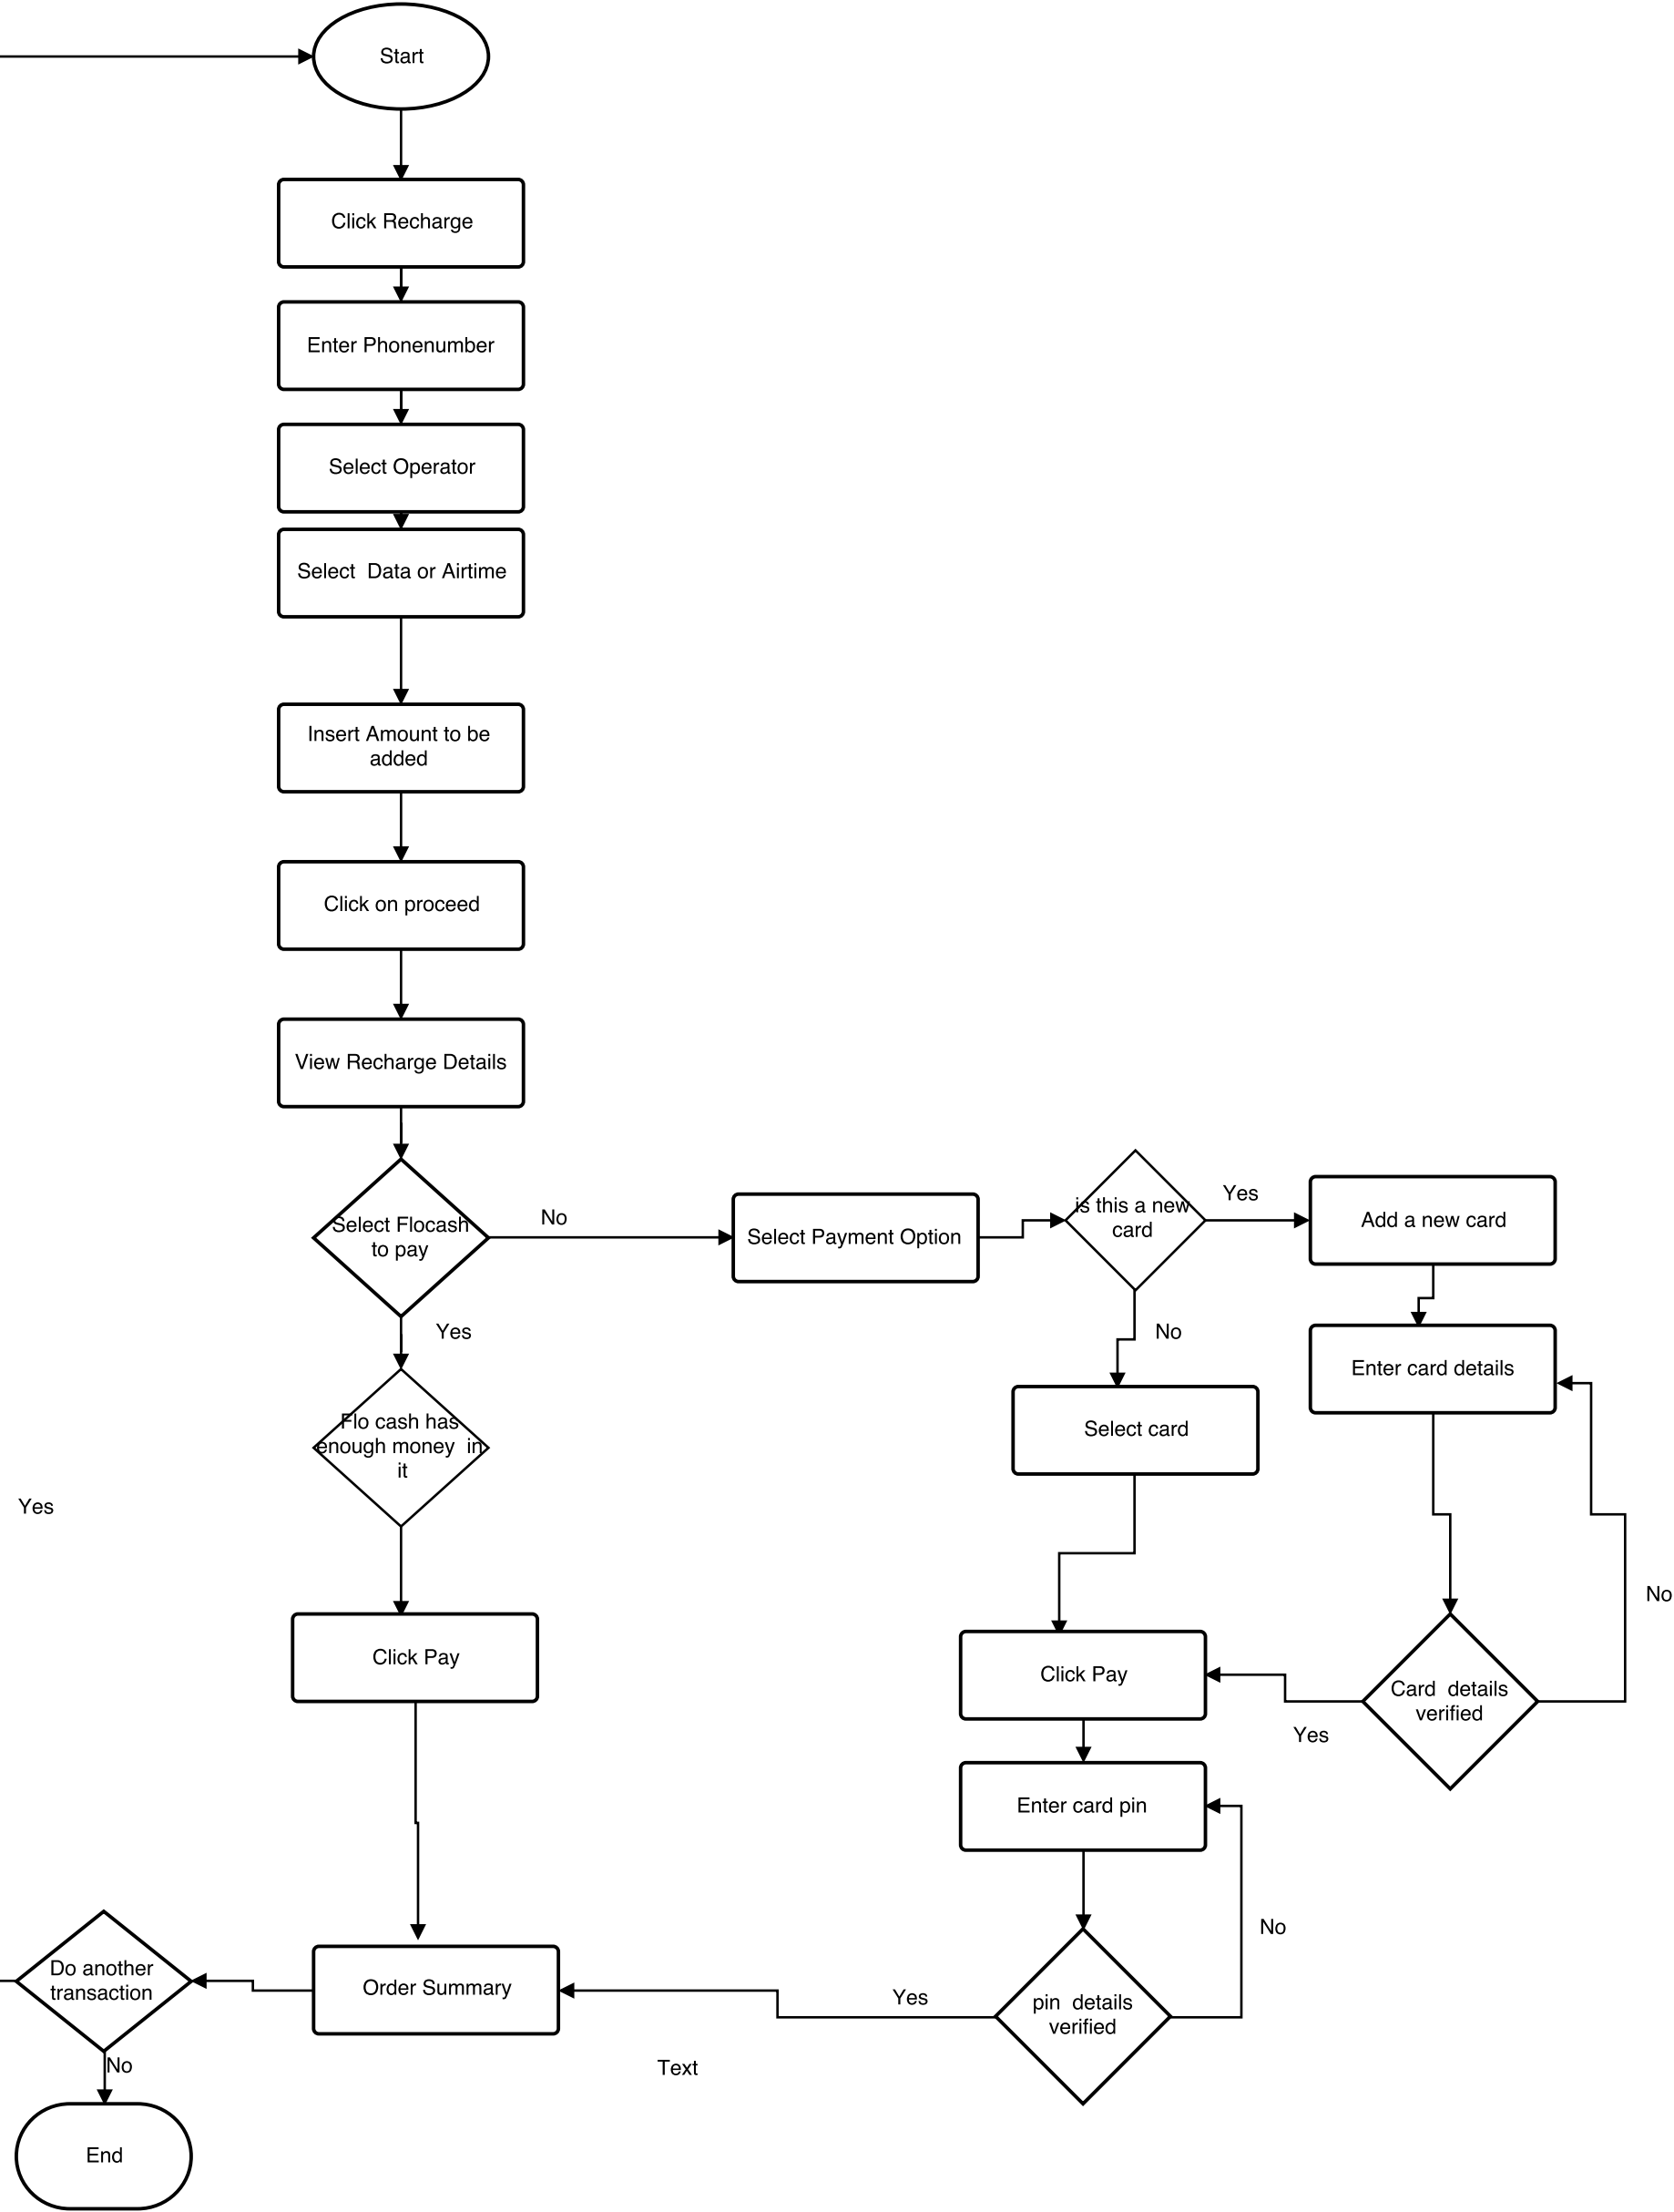 Start
Click Recharge
Enter Phonenumber
Select Operator
Select  Data or Airtime
Insert Amount to be
added
Click on proceed
View Recharge Details
Select Flocash
to pay
No
Select Payment Option
is this a new
card
Yes
Add a new card
Yes
No
Enter card details
Flo cash has
enough money  in
it
Select card
Yes
No
Click Pay
Click Pay
Card  details
verified
Yes
Enter card pin
No
Do another
transaction
Order Summary
Yes
pin  details
verified
No
Text
End